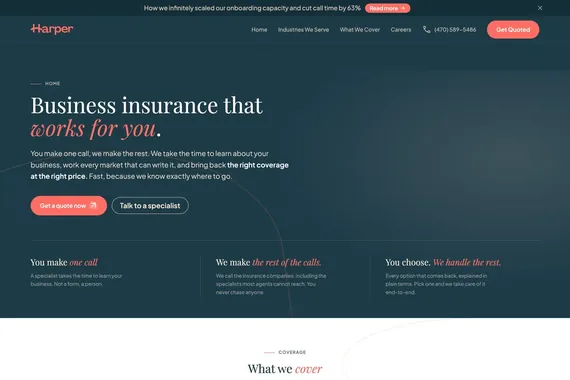 How we infinitely scaled our onboarding capacity and cut call time by 63% Read more →
Harper
Home Industries We Serve What We Cover Careers (470) 589-5486 Get Quoted
HOME
Business insurance that
works for you.
You make one call, we make the rest. We take the time to learn about your
business, work every market that can write it, and bring back the right coverage
at the right price. Fast, because we know exactly where to go.
Get a quote now Talk to a specialist
You make one call
A specialist takes the time to learn your
business. Not a form, a person.
We make the rest of the calls.
We call the insurance companies, including the
specialists most agents cannot reach. You
never chase anyone.
You choose. We handle the rest.
Every option that comes back, explained in
plain terms. Pick one and we take care of it
end-to-end.
COVERAGE
What we cover